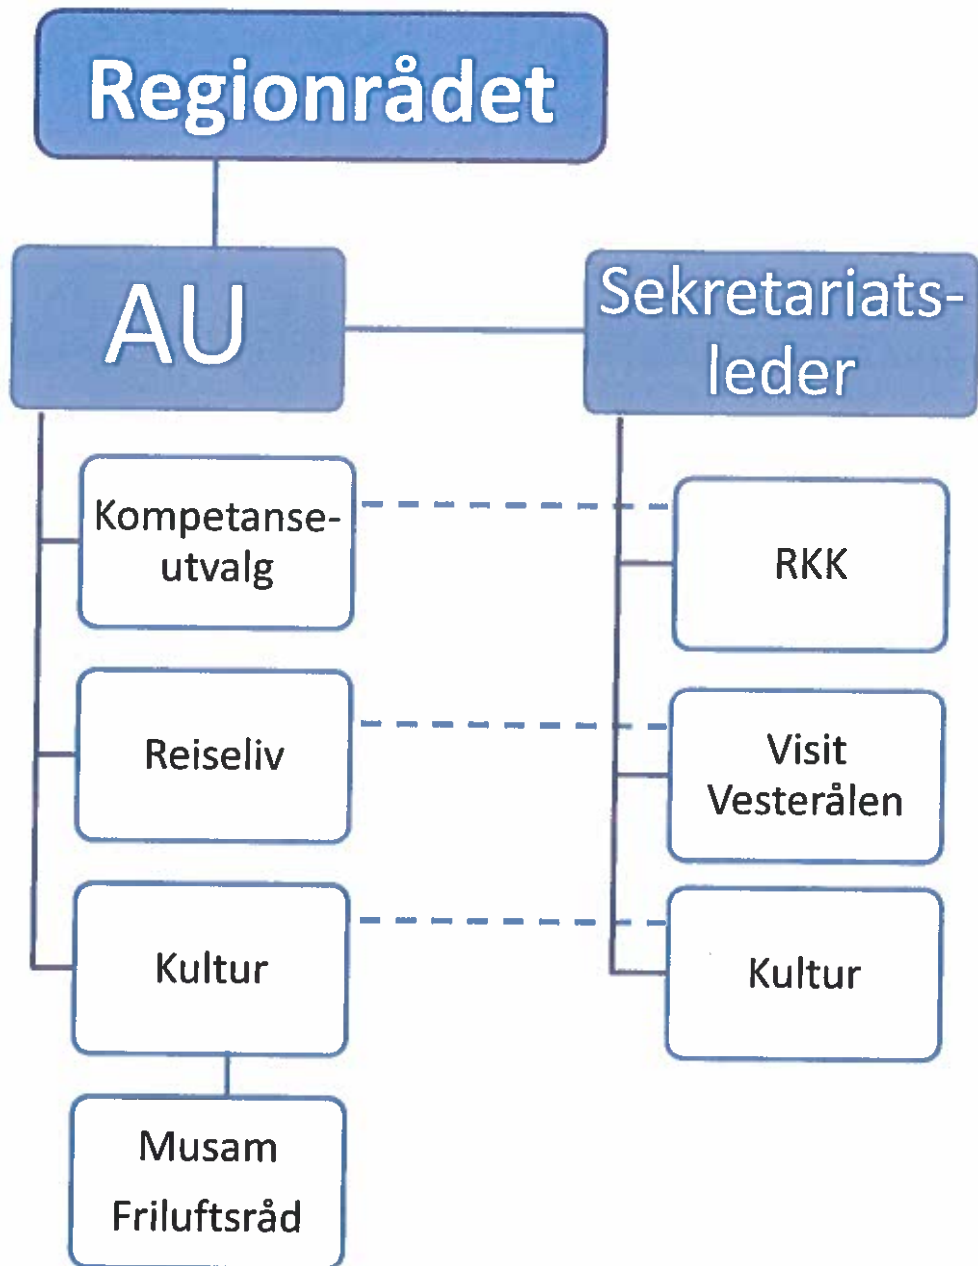 Regionrådet
AU
Sekretariats-
leder
Kompetanse-
utvalg
RKK
Reiseliv
Visit
Vesterålen
Kultur
Kultur
Musam
Friluftsråd